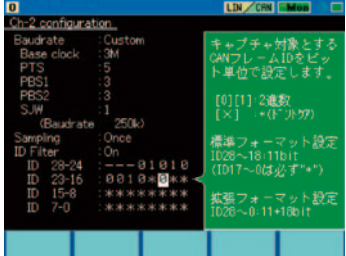 0
LIN/CAN Mon
Ch-2 configuration
Baudrate :Custom
Base clock :3M
PTS :5
PBS1 :3
PBS2 :3
SJW :1
(Baudrate 250k)
Sampling :Once
ID Filter :On
ID 28-24 :---01010
ID 23-16 :0010*0**
ID 15-8 :********
ID 7-0 :********
キャプチャ対象とする
CANフレームIDをビッ
ト単位で設定します。
[0][1]:2進数
[×] :*(ドントケア)
標準フォーマット設定
ID28~18:11bit
(ID17~0は必ず"*")
拡張フォーマット設定
ID28~0:11+18bit